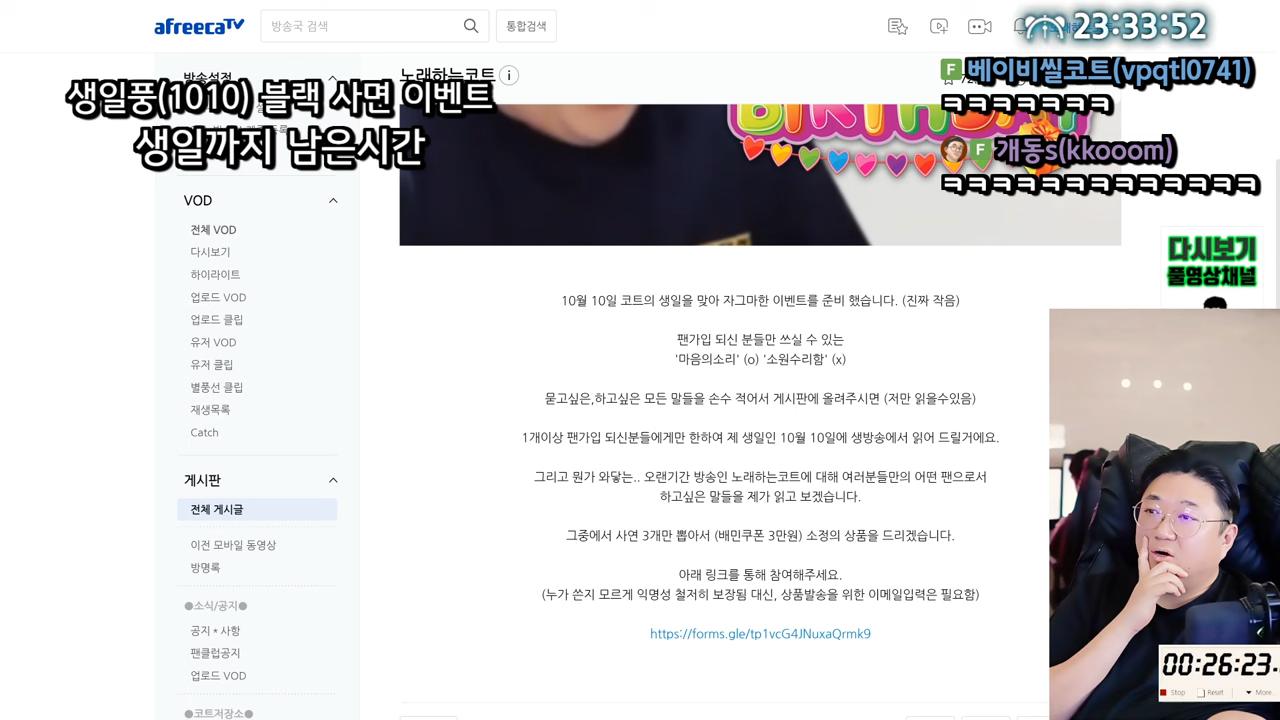 afreecaTV
방송국 검색
통합검색
23:33:52
방송설정
노래하는코트
생일풍(1010) 블랙 사면 이벤트
생일까지 남은시간
베이비씰코트(vpqtl0741)
ㅋㅋㅋㅋㅋㅋㅋ
개동s(kkooom)
ㅋㅋㅋㅋㅋㅋㅋㅋㅋㅋㅋㅋㅋ
BIRTHDAY
VOD
전체 VOD
다시보기
하이라이트
업로드 VOD
업로드 클립
유저 VOD
유저 클립
별풍선 클립
재생목록
Catch
게시판
전체 게시글
이전 모바일 동영상
방명록
●소식/공지●
공지 * 사항
팬클럽공지
업로드 VOD
●코트저장소●
10월 10일 코트의 생일을 맞아 자그마한 이벤트를 준비 했습니다. (진짜 작음)
팬가입 되신 분들만 쓰실 수 있는
'마음의소리' (o) '소원수리함' (x)
묻고싶은,하고싶은 모든 말들을 손수 적어서 게시판에 올려주시면 (저만 읽을수있음)
1개이상 팬가입 되신분들에게만 한하여 제 생일인 10월 10일에 생방송에서 읽어 드릴거에요.
그리고 뭔가 와닿는.. 오랜기간 방송인 노래하는코트에 대해 여러분들만의 어떤 팬으로서
하고싶은 말들을 제가 읽고 보겠습니다.
그중에서 사연 3개만 뽑아서 (배민쿠폰 3만원) 소정의 상품을 드리겠습니다.
아래 링크를 통해 참여해주세요.
(누가 쓴지 모르게 익명성 철저히 보장됨 대신, 상품발송을 위한 이메일입력은 필요함)
https://forms.gle/tp1vcG4JNuxaQrmk9
다시보기
풀영상채널
00:26:23.
Stop
Reset
More..